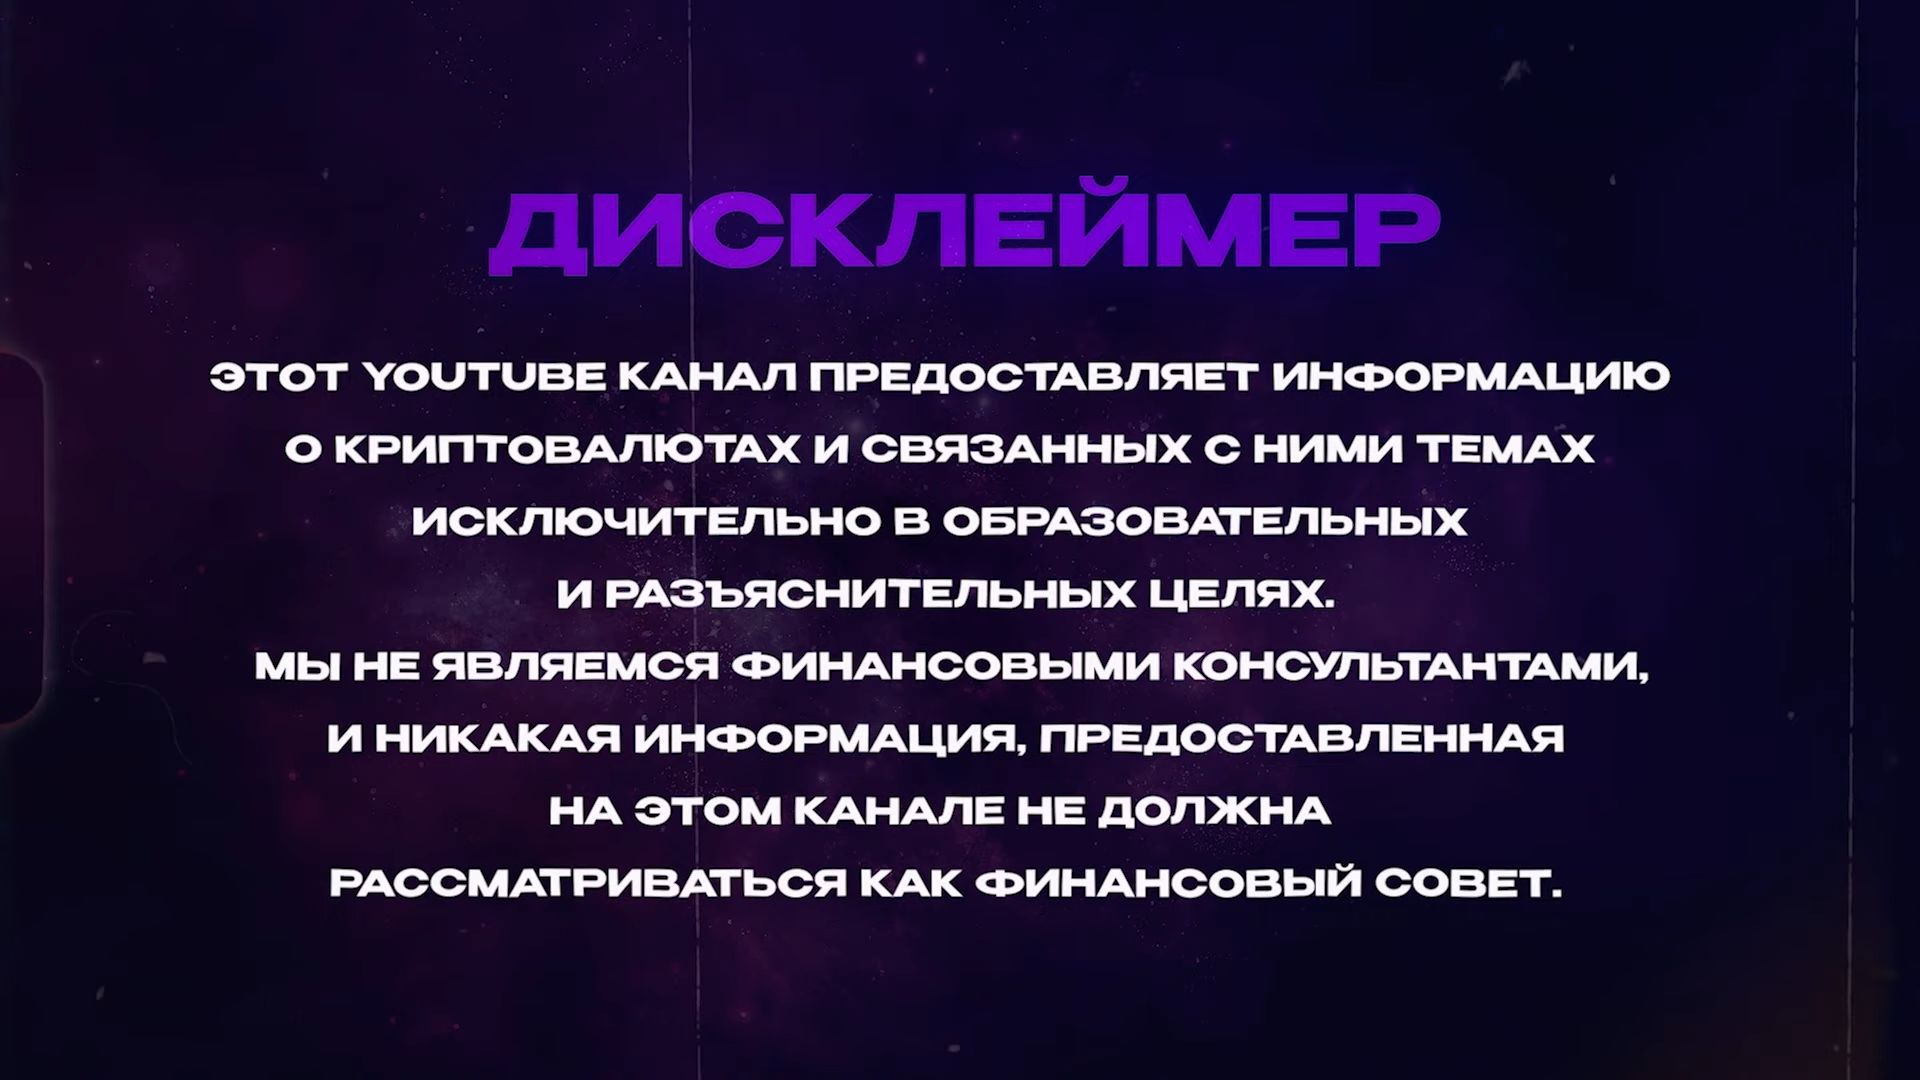 ДИСКЛЕЙМЕР
ЭТОТ YOUTUBE КАНАЛ ПРЕДОСТАВЛЯЕТ ИНФОРМАЦИЮ
О КРИПТОВАЛЮТАХ И СВЯЗАННЫХ С НИМИ ТЕМАХ
ИСКЛЮЧИТЕЛЬНО В ОБРАЗОВАТЕЛЬНЫХ
И РАЗЪЯСНИТЕЛЬНЫХ ЦЕЛЯХ.
МЫ НЕ ЯВЛЯЕМСЯ ФИНАНСОВЫМИ КОНСУЛЬТАНТАМИ,
И НИКАКАЯ ИНФОРМАЦИЯ, ПРЕДОСТАВЛЕННАЯ
НА ЭТОМ КАНАЛЕ НЕ ДОЛЖНА
РАССМАТРИВАТЬСЯ КАК ФИНАНСОВЫЙ СОВЕТ.